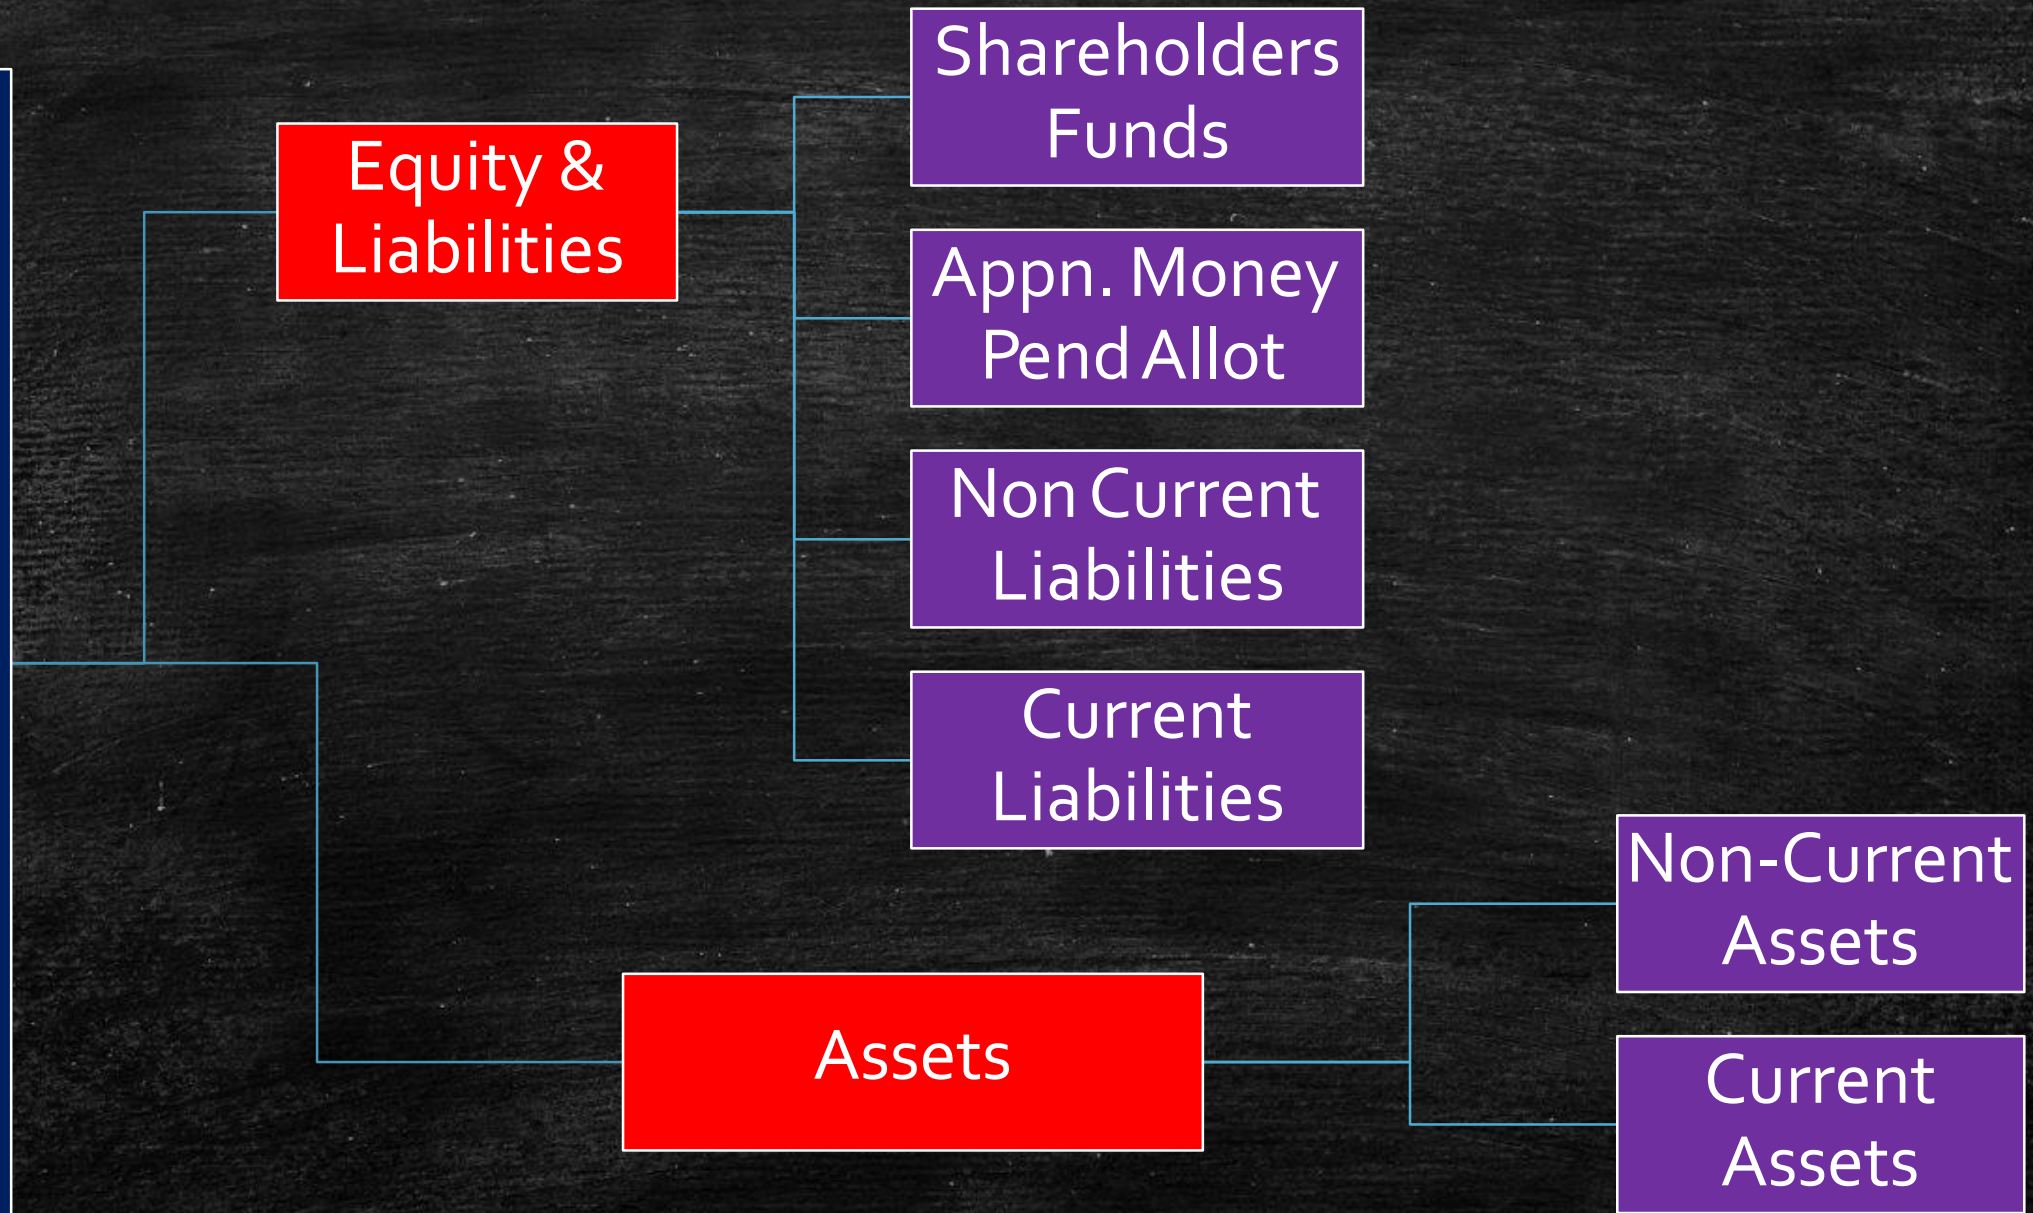 Shareholders
Funds
Equity &
Liabilities
Appn. Money
Pend Allot
Non Current
Liabilities
Current
Liabilities
Non-Current
Assets
Assets
Current
Assets